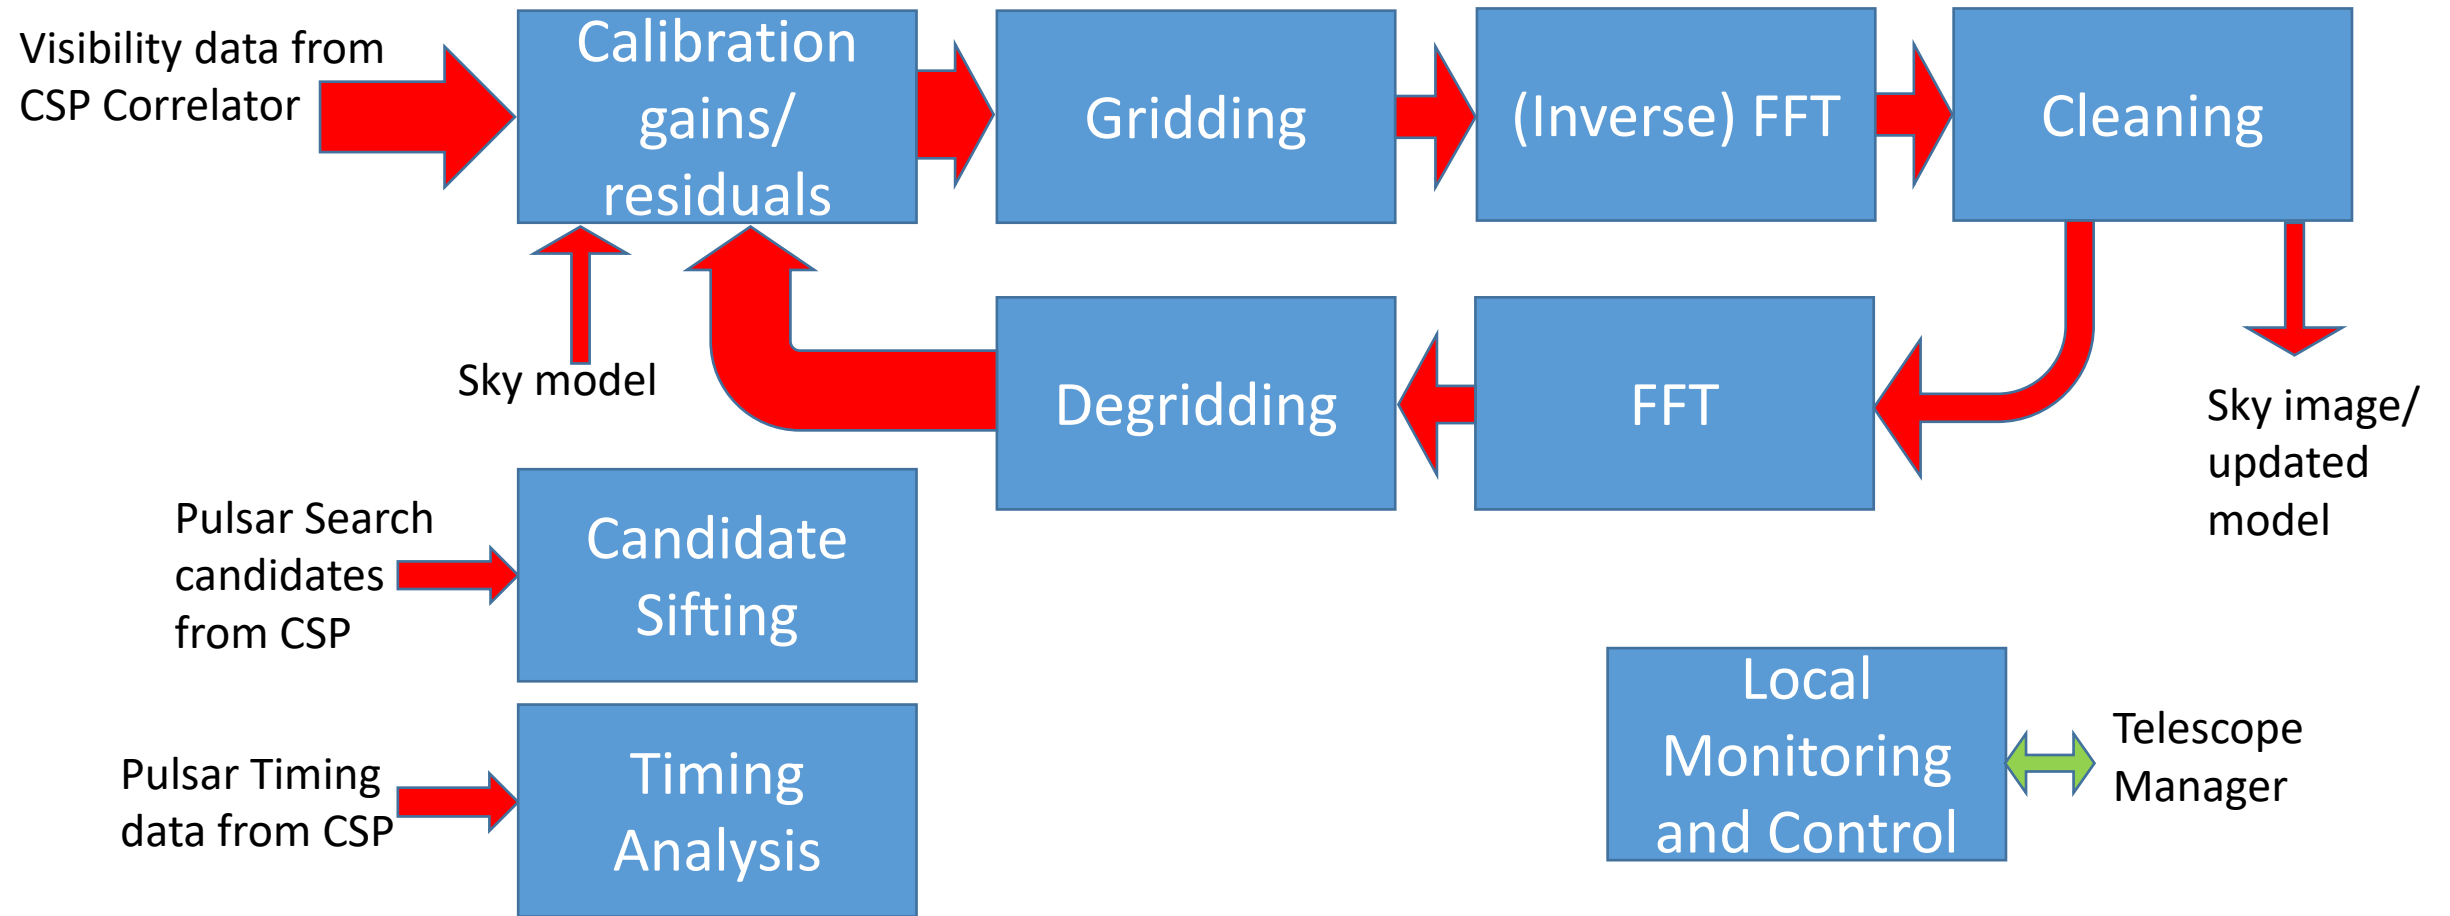 Visibility data from
CSP Correlator
Calibration
gains/
residuals
Gridding
(Inverse) FFT
Cleaning
Sky model
Degridding
FFT
Sky image/
updated
model
Pulsar Search
candidates
from CSP
Candidate
Sifting
Pulsar Timing
data from CSP
Timing
Analysis
Local
Monitoring
and Control
Telescope
Manager